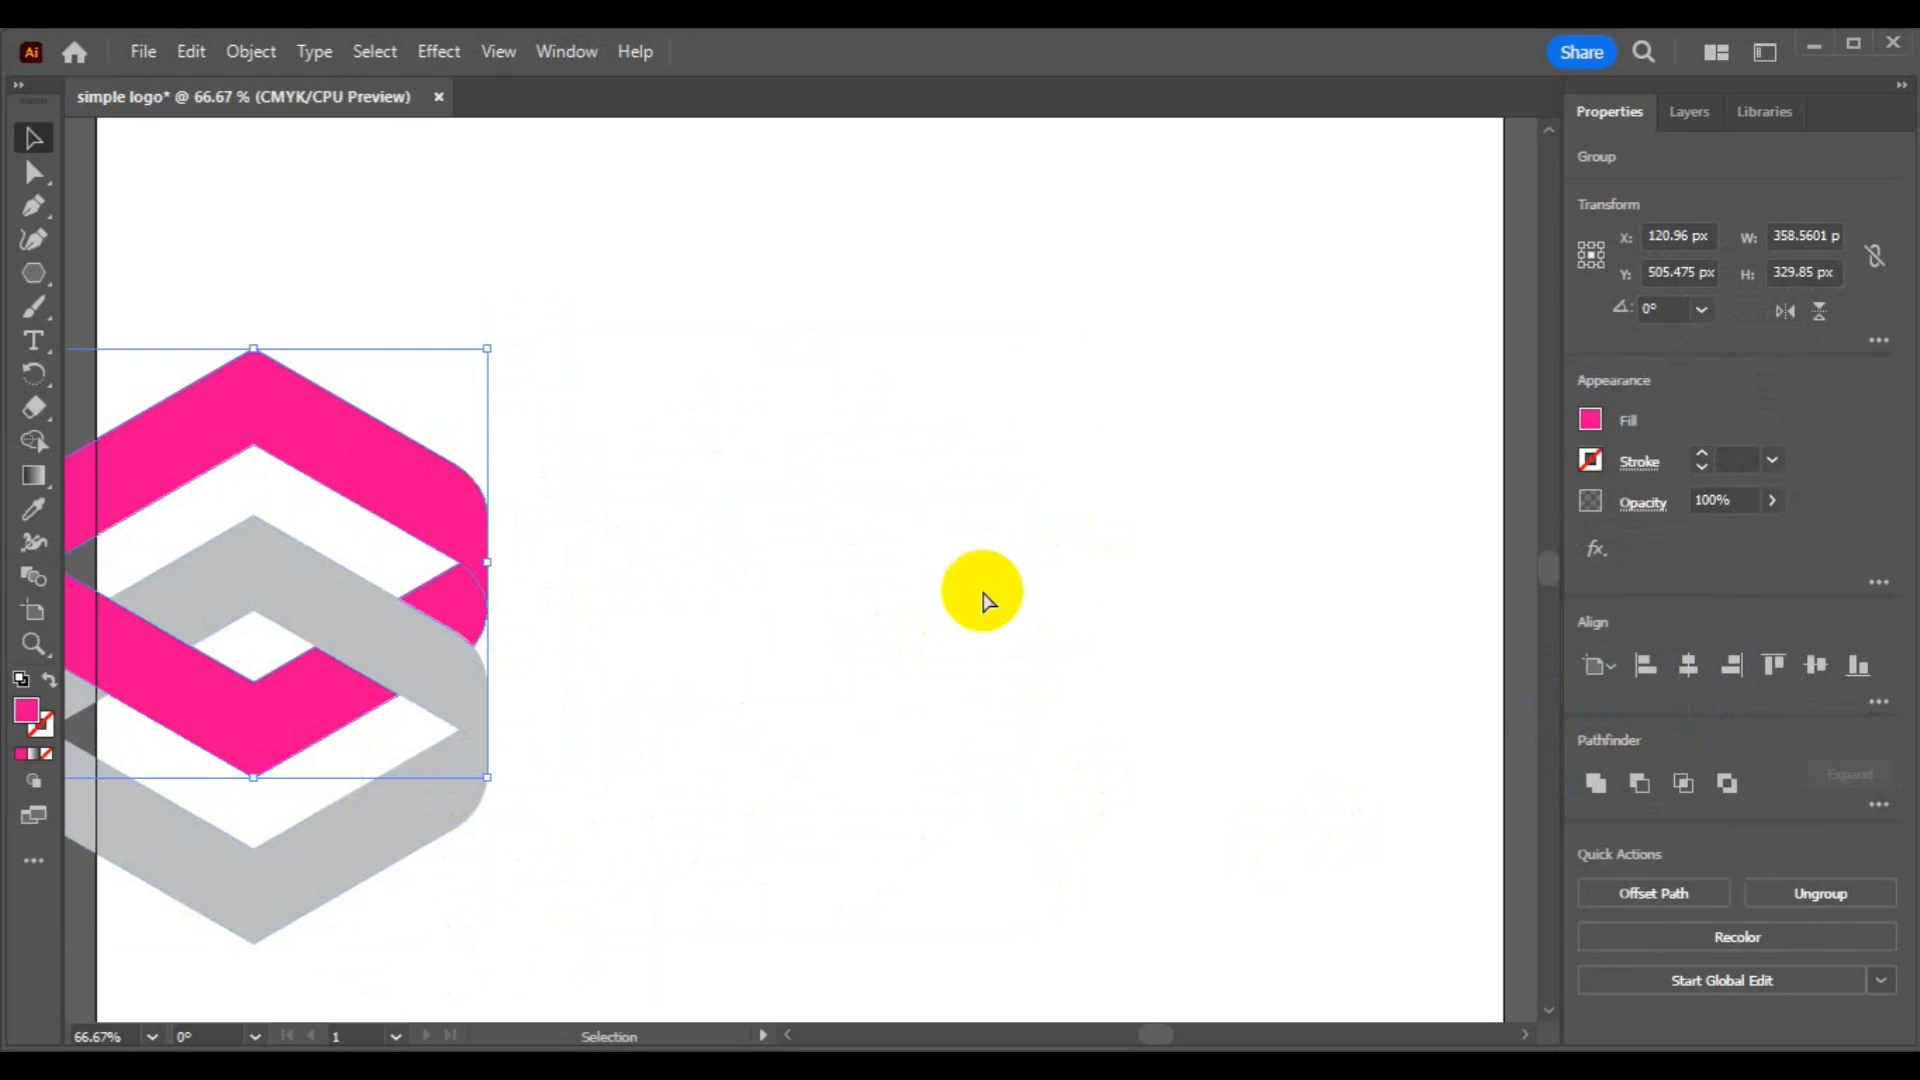 Ai File Edit Object Type Select Effect View Window Help Share
simple logo* @ 66.67 % (CMYK/CPU Preview) ×
Properties Layers Libraries
Group
Transform
X: 120.96 px W: 358.5601 p
Y: 505.475 px H: 329.85 px
0°
Appearance
Fill
Stroke
Opacity 100%
fx.
Align
Pathfinder
Expand
Quick Actions
Offset Path Ungroup
Recolor
Start Global Edit
66.67% 0° 1 Selection